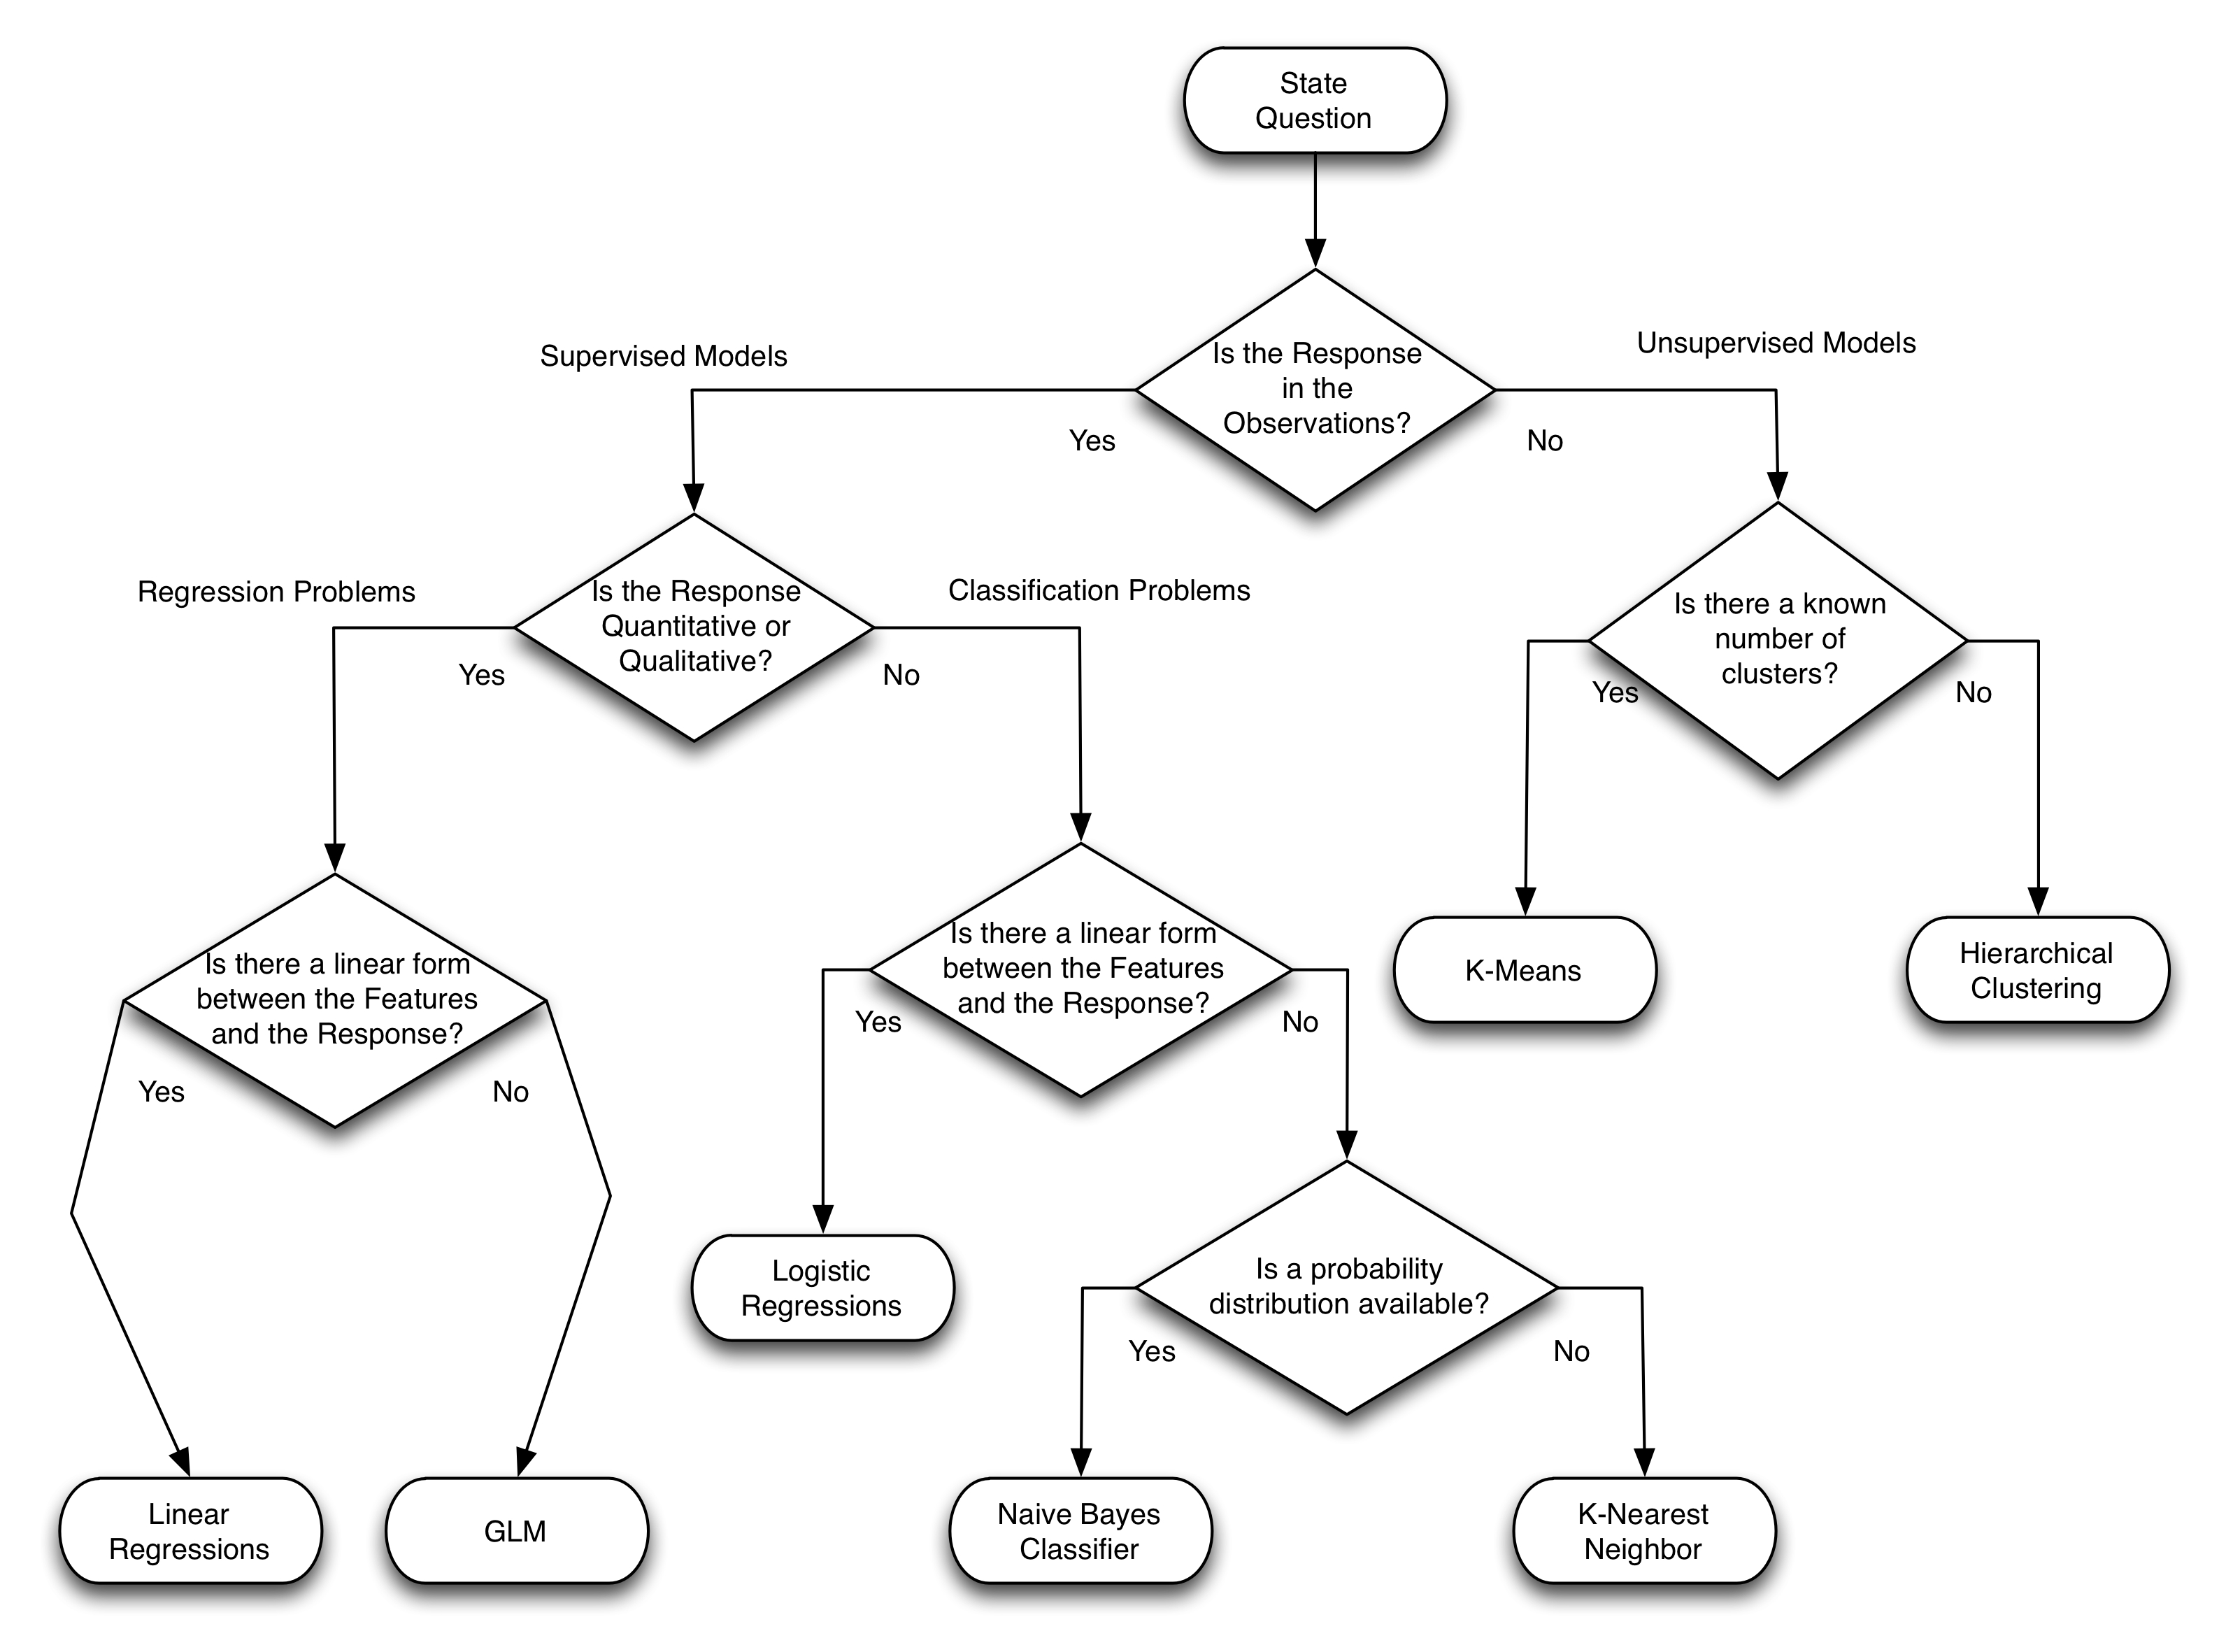 State
Question
Supervised Models
Unsupervised Models
Is the Response
in the
Observations?
Yes
No
Regression Problems
Classification Problems
Is the Response
Quantitative or
Qualitative?
Yes
No
Is there a known
number of
clusters?
Yes
No
Is there a linear form
between the Features
and the Response?
Yes
No
Is there a linear form
between the Features
and the Response?
Yes
No
K-Means
Hierarchical
Clustering
Logistic
Regressions
Is a probability
distribution available?
Yes
No
Linear
Regressions
GLM
Naive Bayes
Classifier
K-Nearest
Neighbor